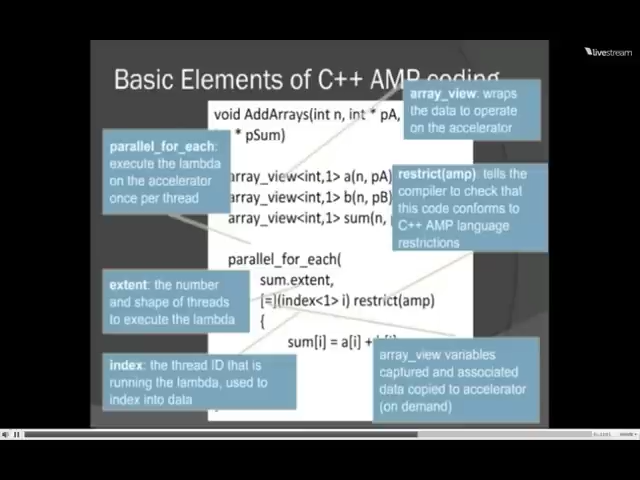 livestream
Basic Elements of C++ AMP coding
void AddArrays(int n, int * pA,
* pSum)
array_view<int,1> a(n, pA)
array_view<int,1> b(n, pB)
array_view<int,1> sum(n,
parallel_for_each(
sum.extent,
[=](index<1> i) restrict(amp)
{
sum[i] = a[i] +
parallel_for_each:
execute the lambda
on the accelerator
once per thread
extent: the number
and shape of threads
to execute the lambda
index: the thread ID that is
running the lambda, used to
index into data
array_view: wraps
the data to operate
on the accelerator
restrict(amp): tells the
compiler to check that
this code conforms to
C++ AMP language
restrictions
array_view variables
captured and associated
data copied to accelerator
(on demand)